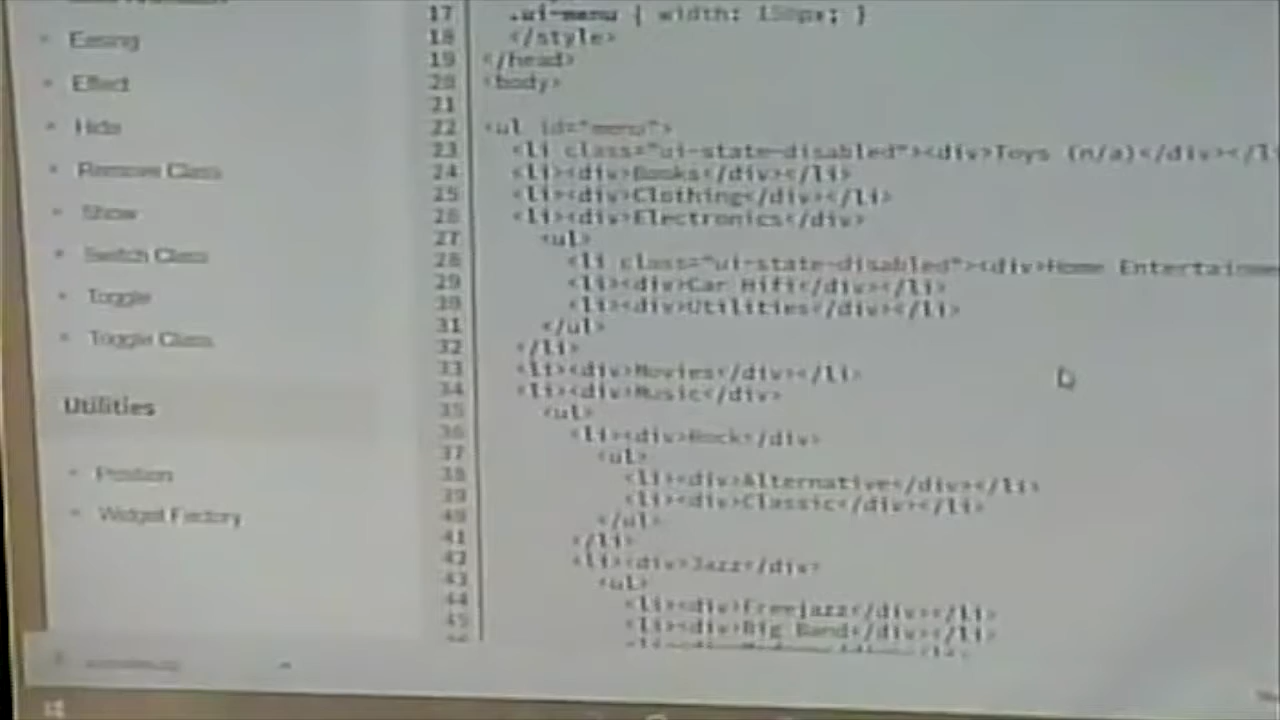 Easing
Effect
Hide
Remove Class
Show
Switch Class
Toggle
Toggle Class
Utilities
Position
Widget Factory
17 .ui-menu { width: 150px; }
18 </style>
19 </head>
20 <body>
21
22 <ul id="menu">
23 <li class="ui-state-disabled"><div>Toys (n/a)</div></l
24 <li><div>Books</div></li>
25 <li><div>Clothing</div></li>
26 <li><div>Electronics</div>
27 <ul>
28 <li class="ui-state-disabled"><div>Home Entertainme
29 <li><div>Car Hifi</div></li>
30 <li><div>Utilities</div></li>
31 </ul>
32 </li>
33 <li><div>Movies</div></li>
34 <li><div>Music</div>
35 <ul>
36 <li><div>Rock</div>
37 <ul>
38 <li><div>Alternative</div></li>
39 <li><div>Classic</div></li>
40 </ul>
41 </li>
42 <li><div>Jazz</div>
43 <ul>
44 <li><div>Freejazz</div></li>
45 <li><div>Big Band</div></li>